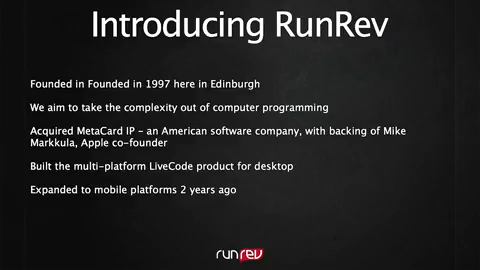 Introducing RunRev
Founded in Founded in 1997 here in Edinburgh
We aim to take the complexity out of computer programming
Acquired MetaCard IP - an American software company, with backing of Mike
Markkula, Apple co-founder
Built the multi-platform LiveCode product for desktop
Expanded to mobile platforms 2 years ago
runrev